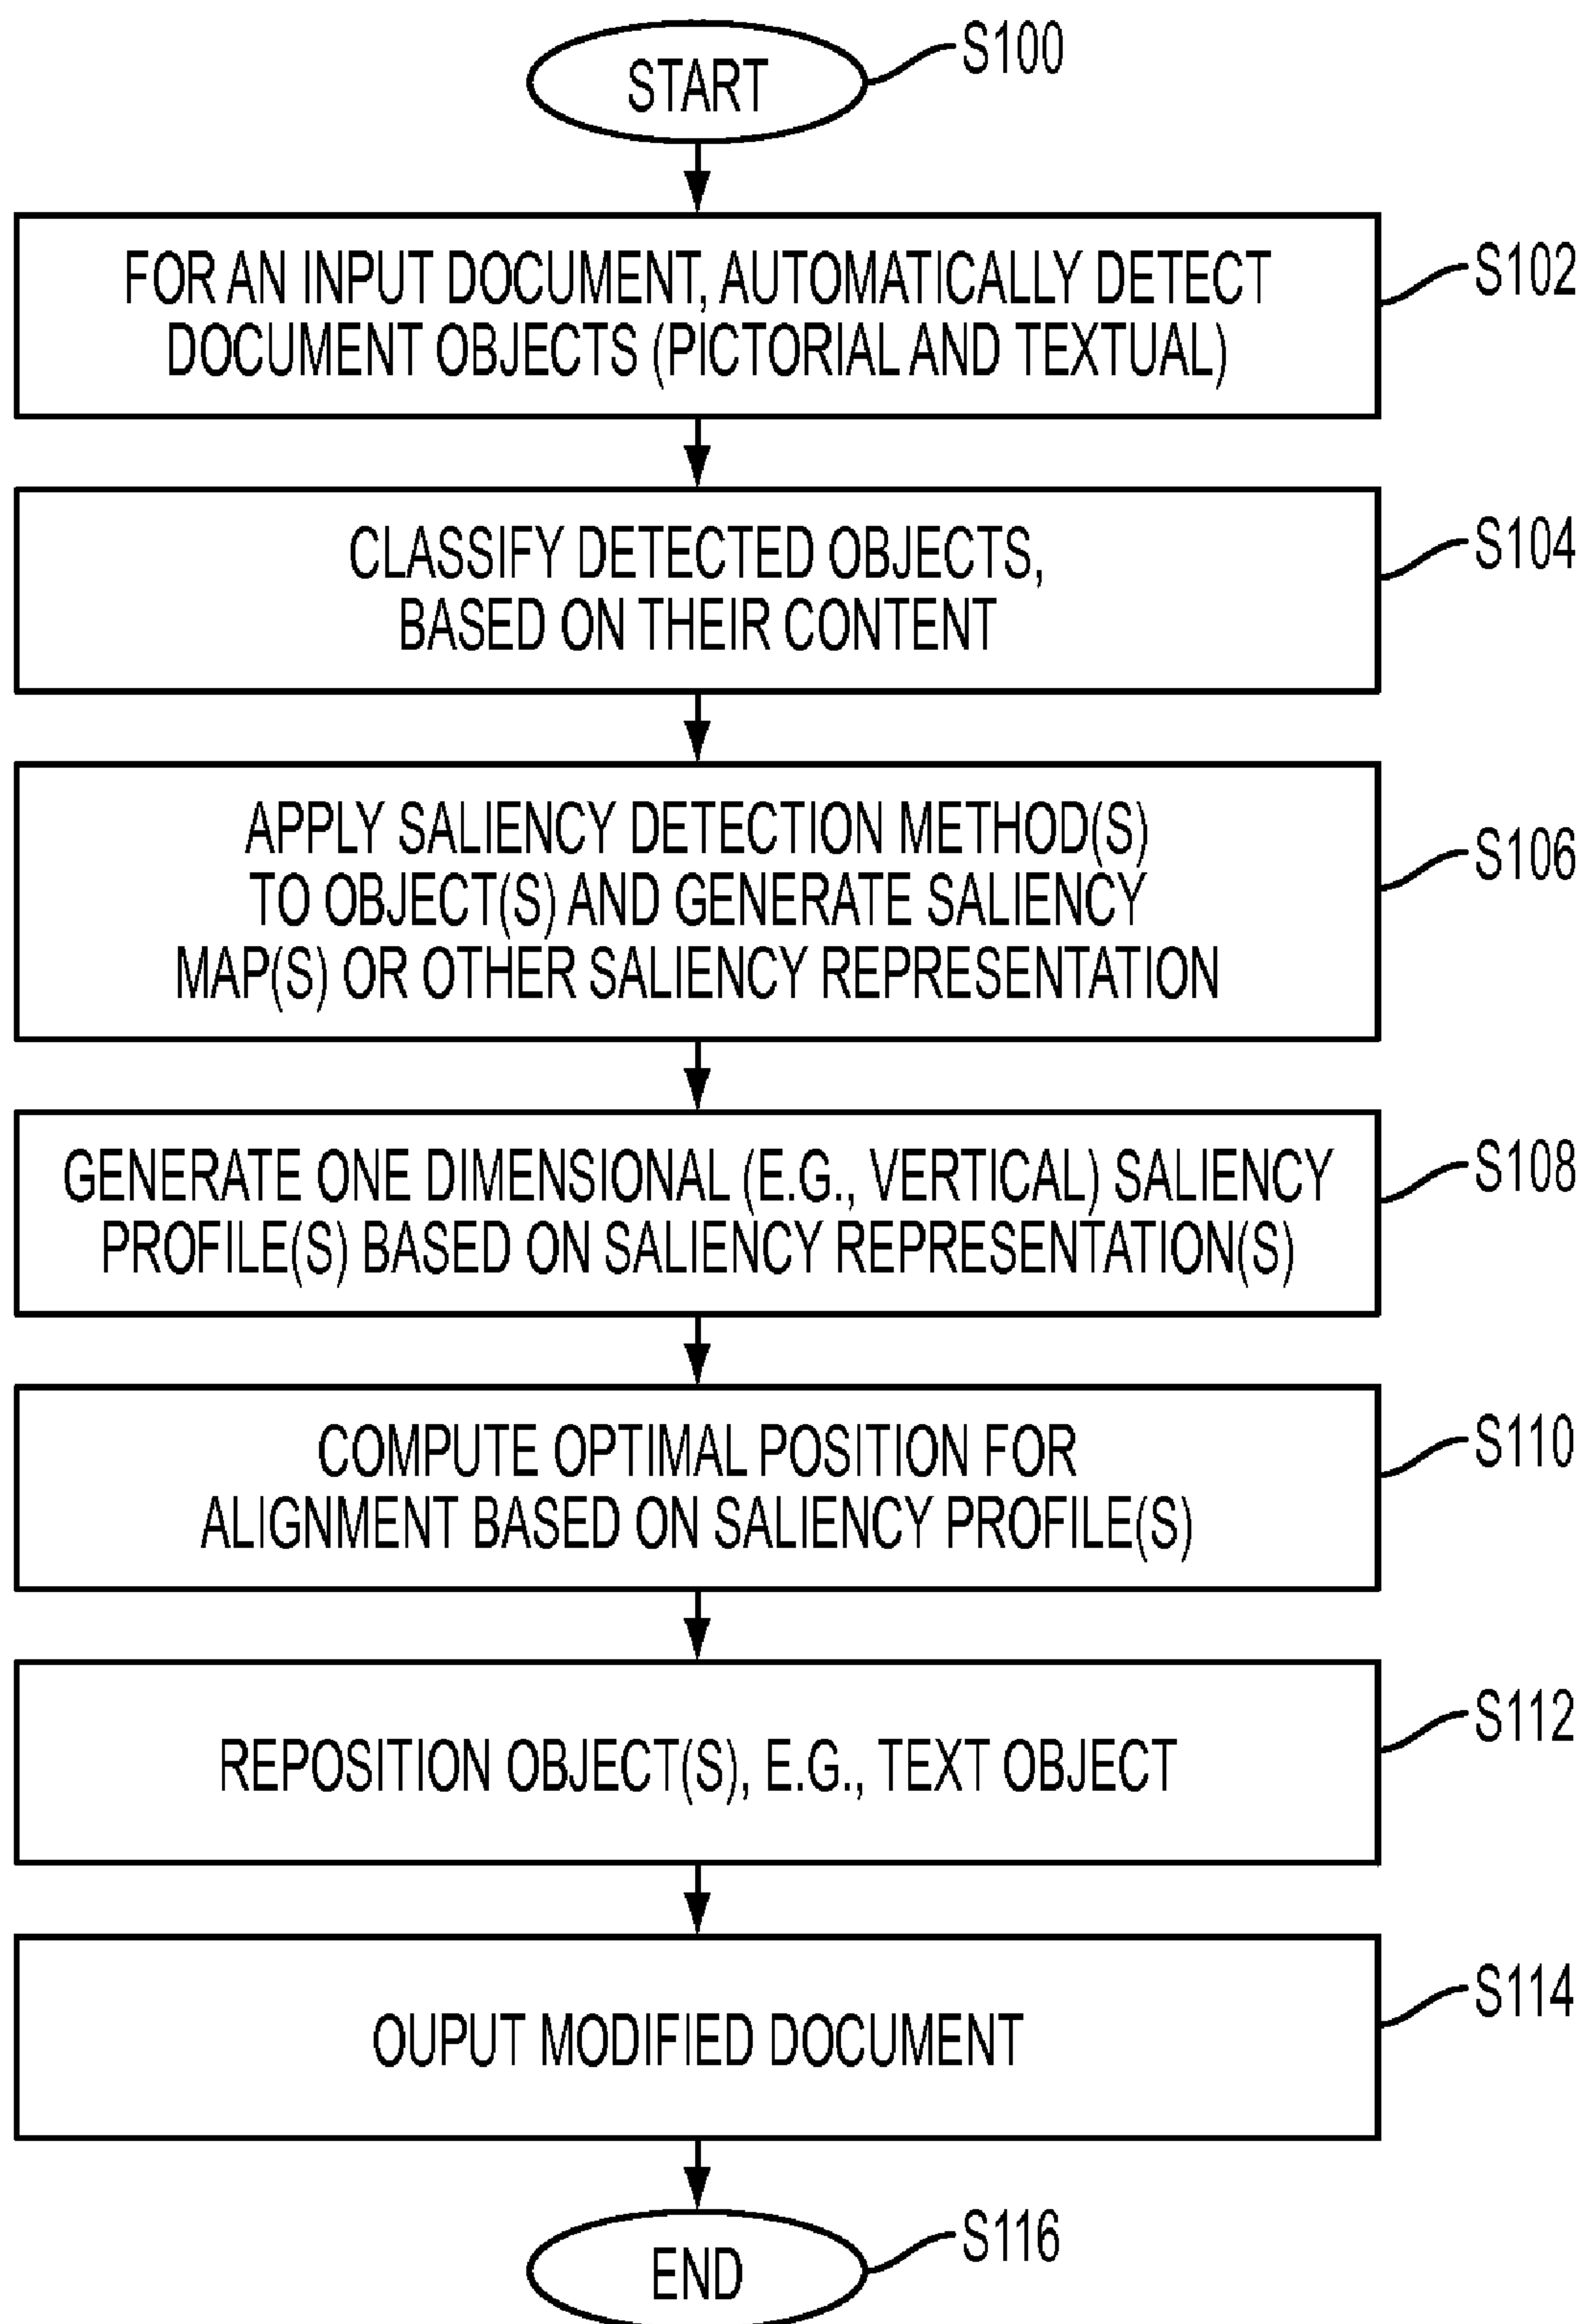 START
S100
FOR AN INPUT DOCUMENT, AUTOMATICALLY DETECT
DOCUMENT OBJECTS (PICTORIAL AND TEXTUAL)
S102
CLASSIFY DETECTED OBJECTS,
BASED ON THEIR CONTENT
S104
APPLY SALIENCY DETECTION METHOD(S)
TO OBJECT(S) AND GENERATE SALIENCY
MAP(S) OR OTHER SALIENCY REPRESENTATION
S106
GENERATE ONE DIMENSIONAL (E.G., VERTICAL) SALIENCY
PROFILE(S) BASED ON SALIENCY REPRESENTATION(S)
S108
COMPUTE OPTIMAL POSITION FOR
ALIGNMENT BASED ON SALIENCY PROFILE(S)
S110
REPOSITION OBJECT(S), E.G., TEXT OBJECT
S112
OUPUT MODIFIED DOCUMENT
S114
END
S116